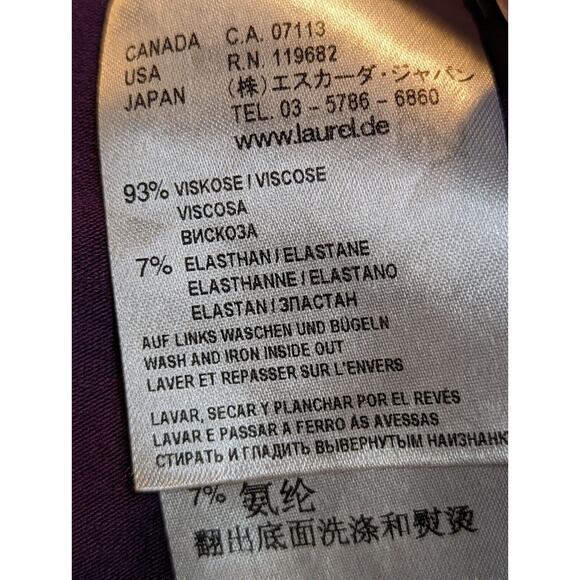 CANADA C.A. 07113
USA R.N. 119682
JAPAN (株)エスカーダ・ジャパン
TEL. 03 - 5786 - 6860
www.laurel.de
93% VISKOSE / VISCOSE
VISCOSA
ВИСКОЗА
7% ELASTHAN / ELASTANE
ELASTHANNE / ELASTANO
ELASTAN / ЭЛАСТАН
AUF LINKS WASCHEN UND BÜGELN
WASH AND IRON INSIDE OUT
LAVER ET REPASSER SUR L'ENVERS
LAVAR, SECAR Y PLANCHAR POR EL REVÉS
LAVAR E PASSAR A FERRO ÁS AVESSAS
СТИРАТЬ И ГЛАДИТЬ ВЫВЕРНУТЫМ НАИЗНАНК
7% 氨纶
翻出底面洗涤和熨烫